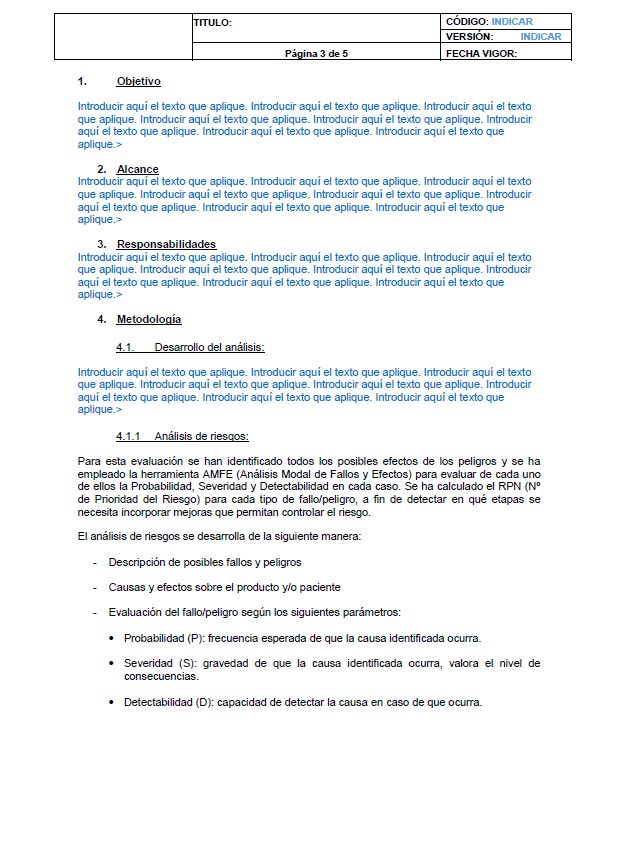 TITULO:
CÓDIGO: INDICAR
VERSIÓN: INDICAR
Página 3 de 5
FECHA VIGOR:
1. Objetivo
Introducir aquí el texto que aplique. Introducir aquí el texto que aplique. Introducir aquí el texto
que aplique. Introducir aquí el texto que aplique. Introducir aquí el texto que aplique. Introducir
aquí el texto que aplique. Introducir aquí el texto que aplique. Introducir aquí el texto que
aplique.>
2. Alcance
Introducir aquí el texto que aplique. Introducir aquí el texto que aplique. Introducir aquí el texto
que aplique. Introducir aquí el texto que aplique. Introducir aquí el texto que aplique. Introducir
aquí el texto que aplique. Introducir aquí el texto que aplique. Introducir aquí el texto que
aplique.>
3. Responsabilidades
Introducir aquí el texto que aplique. Introducir aquí el texto que aplique. Introducir aquí el texto
que aplique. Introducir aquí el texto que aplique. Introducir aquí el texto que aplique. Introducir
aquí el texto que aplique. Introducir aquí el texto que aplique. Introducir aquí el texto que
aplique.>
4. Metodología
4.1. Desarrollo del análisis:
Introducir aquí el texto que aplique. Introducir aquí el texto que aplique. Introducir aquí el texto
que aplique. Introducir aquí el texto que aplique. Introducir aquí el texto que aplique. Introducir
aquí el texto que aplique. Introducir aquí el texto que aplique. Introducir aquí el texto que
aplique.>
4.1.1 Análisis de riesgos:
Para esta evaluación se han identificado todos los posibles efectos de los peligros y se ha
empleado la herramienta AMFE (Análisis Modal de Fallos y Efectos) para evaluar de cada uno
de ellos la Probabilidad, Severidad y Detectabilidad en cada caso. Se ha calculado el RPN (Nº
de Prioridad del Riesgo) para cada tipo de fallo/peligro, a fin de detectar en qué etapas se
necesita incorporar mejoras que permitan controlar el riesgo.
El análisis de riesgos se desarrolla de la siguiente manera:
- Descripción de posibles fallos y peligros
- Causas y efectos sobre el producto y/o paciente
- Evaluación del fallo/peligro según los siguientes parámetros:
• Probabilidad (P): frecuencia esperada de que la causa identificada ocurra.
• Severidad (S): gravedad de que la causa identificada ocurra, valora el nivel de
consecuencias.
• Detectabilidad (D): capacidad de detectar la causa en caso de que ocurra.